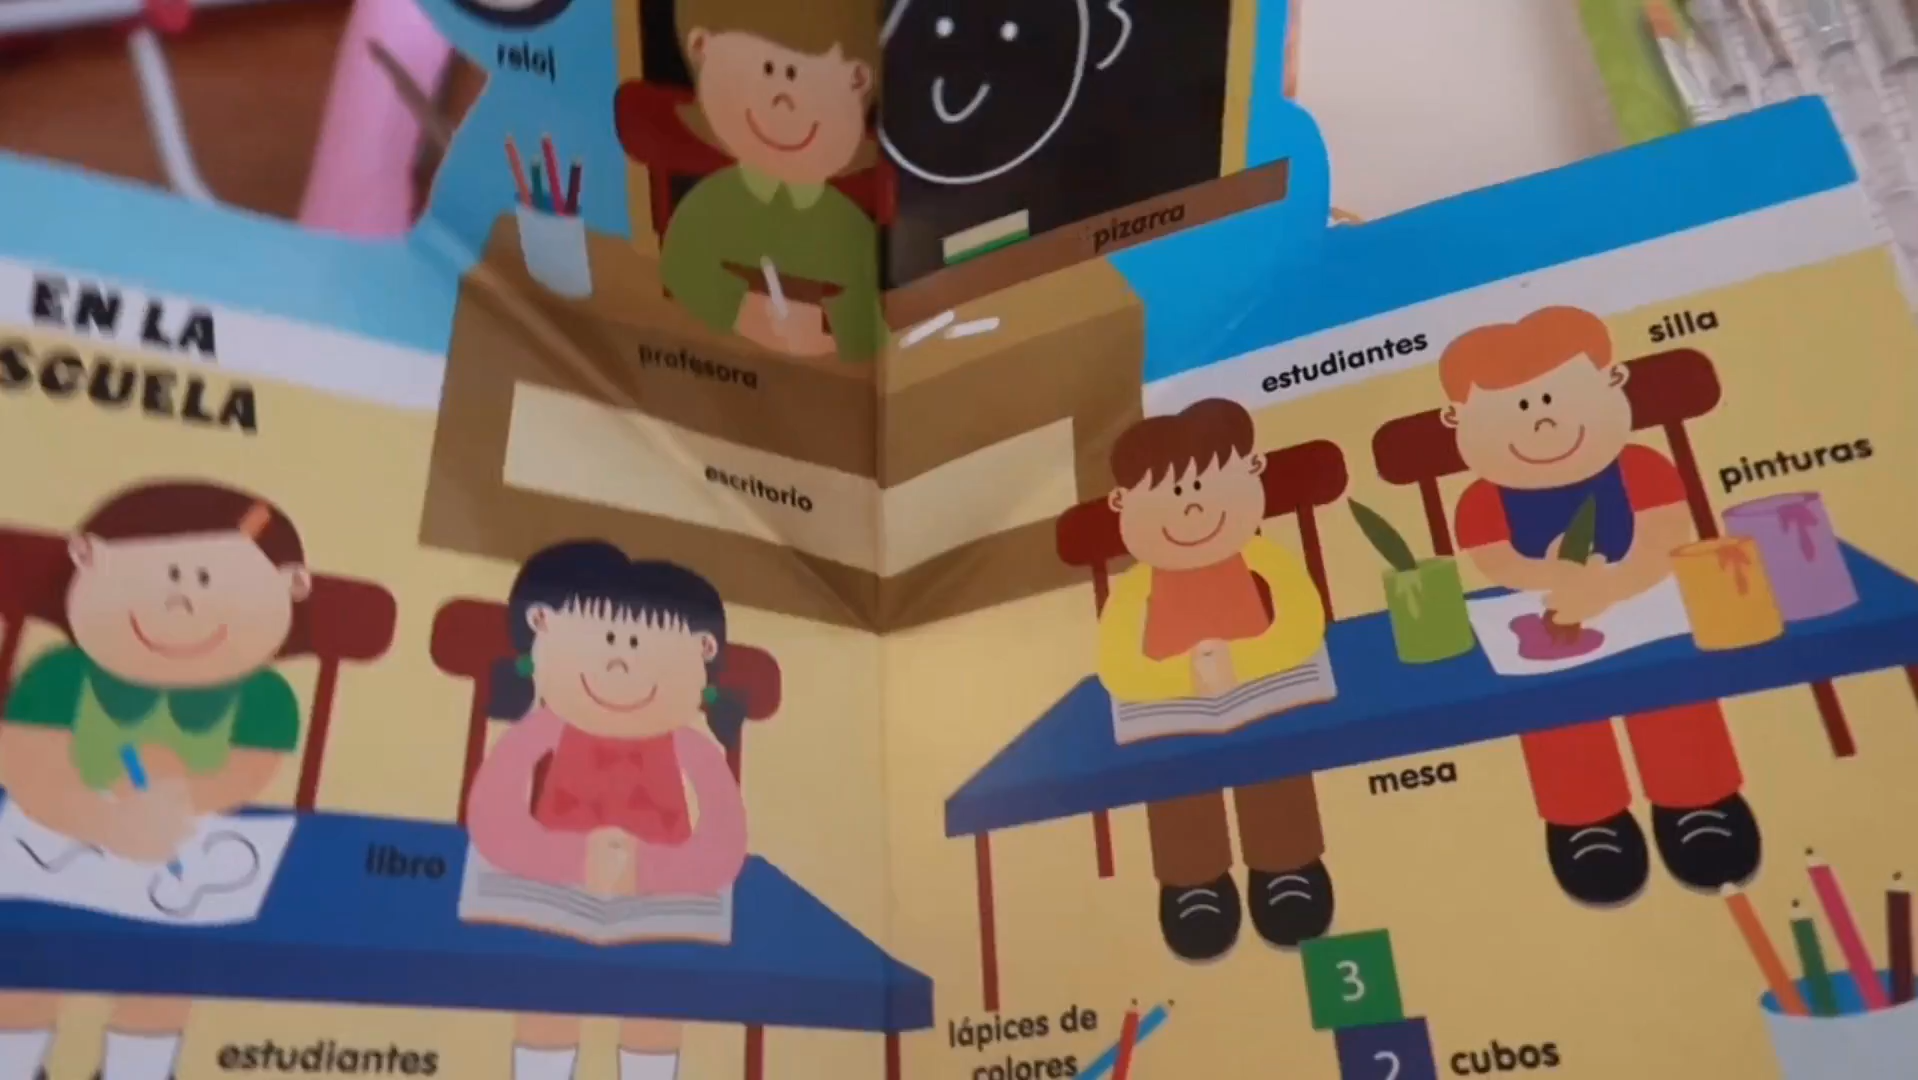 reloj
pizarra
EN LA
SCUELA
profesora
escritorio
estudiantes
silla
pinturas
libro
mesa
estudiantes
lápices de
colores
3
2
cubos